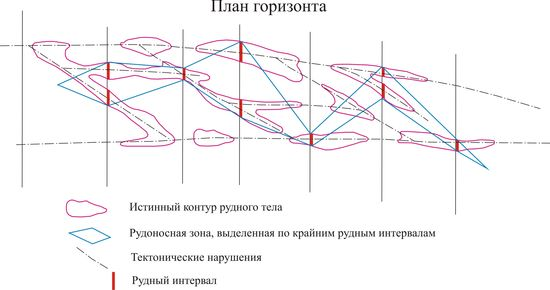 План горизонта
Истинный контур рудного тела
Рудоносная зона, выделенная по крайним рудным интервалам
Тектонические нарушения
Рудный интервал